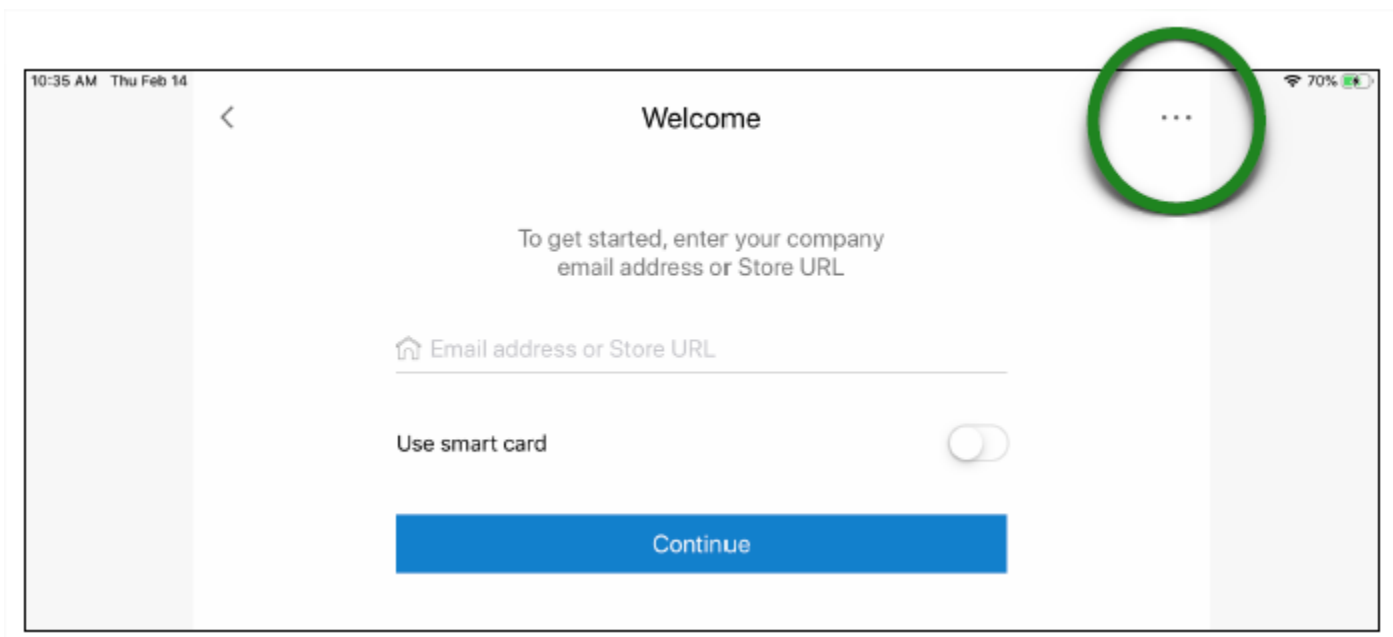 10:35 AM Thu Feb 14
70%
Welcome
...
To get started, enter your company
email address or Store URL
Email address or Store URL
Use smart card
Continue